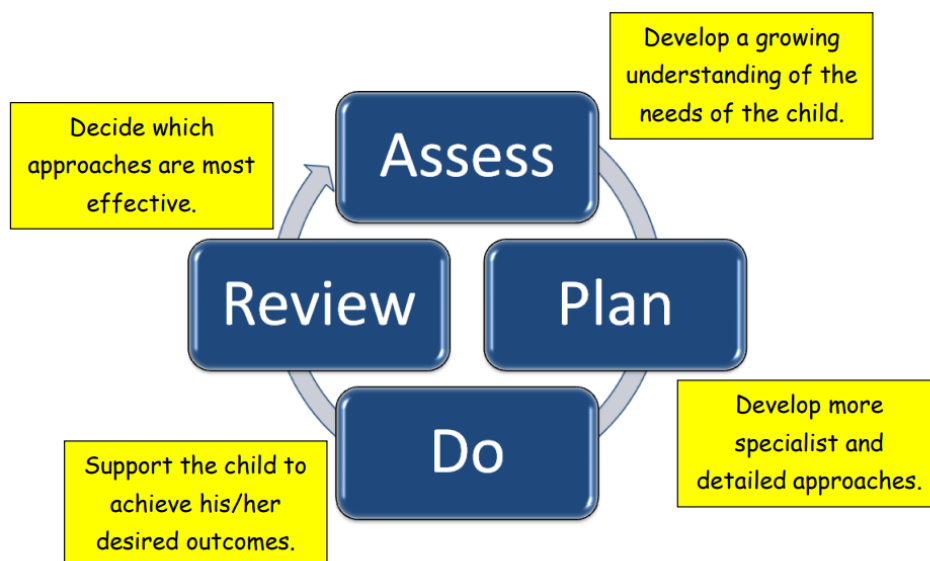 Develop a growing
understanding of the
needs of the child.
Decide which
approaches are most
effective.
Assess
Review
Plan
Develop more
specialist and
detailed approaches.
Do
Support the child to
achieve his/her
desired outcomes.